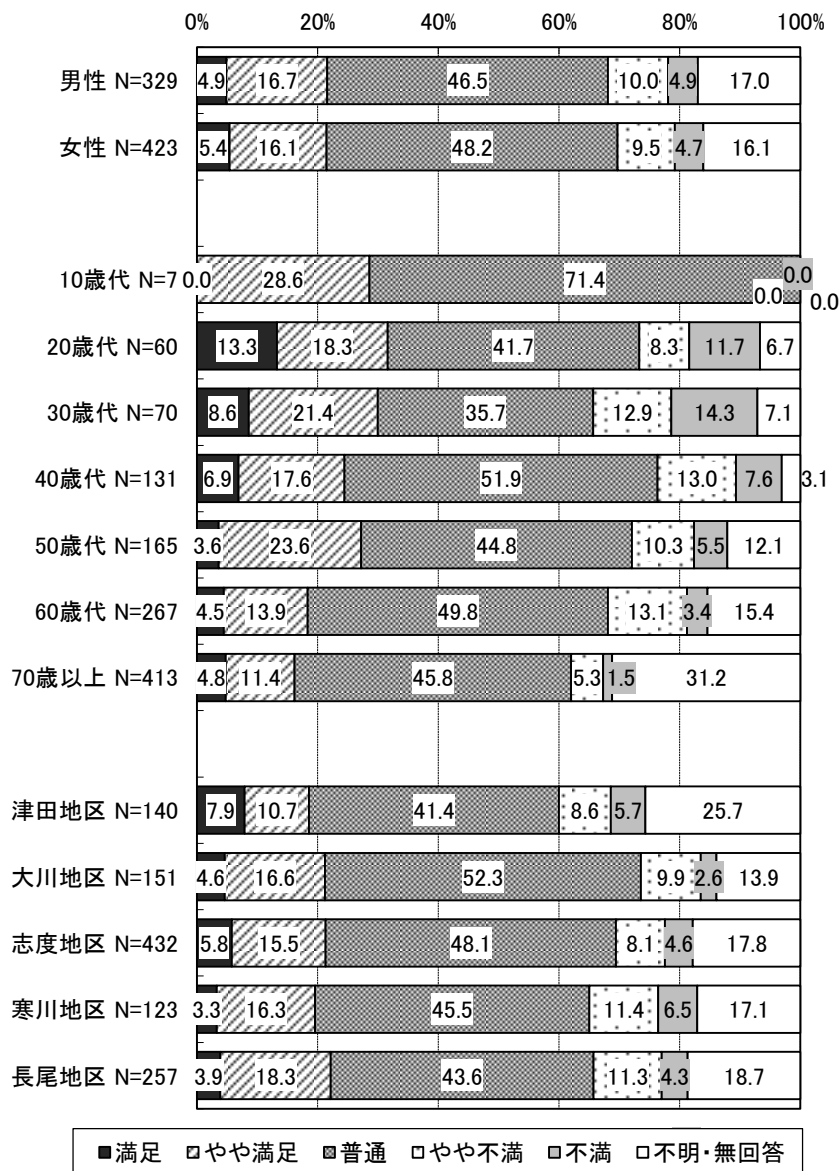 0% 20% 40% 60% 80% 100%
男性 N=329 4.9 16.7 46.5 10.0 4.9 17.0
女性 N=423 5.4 16.1 48.2 9.5 4.7 16.1
10歳代 N=7 0.0 28.6 71.4 0.0 0.0 0.0
20歳代 N=60 13.3 18.3 41.7 8.3 11.7 6.7
30歳代 N=70 8.6 21.4 35.7 12.9 14.3 7.1
40歳代 N=131 6.9 17.6 51.9 13.0 7.6 3.1
50歳代 N=165 3.6 23.6 44.8 10.3 5.5 12.1
60歳代 N=267 4.5 13.9 49.8 13.1 3.4 15.4
70歳以上 N=413 4.8 11.4 45.8 5.3 1.5 31.2
津田地区 N=140 7.9 10.7 41.4 8.6 5.7 25.7
大川地区 N=151 4.6 16.6 52.3 9.9 2.6 13.9
志度地区 N=432 5.8 15.5 48.1 8.1 4.6 17.8
寒川地区 N=123 3.3 16.3 45.5 11.4 6.5 17.1
長尾地区 N=257 3.9 18.3 43.6 11.3 4.3 18.7
満足 やや満足 普通 やや不満 不満 不明・無回答